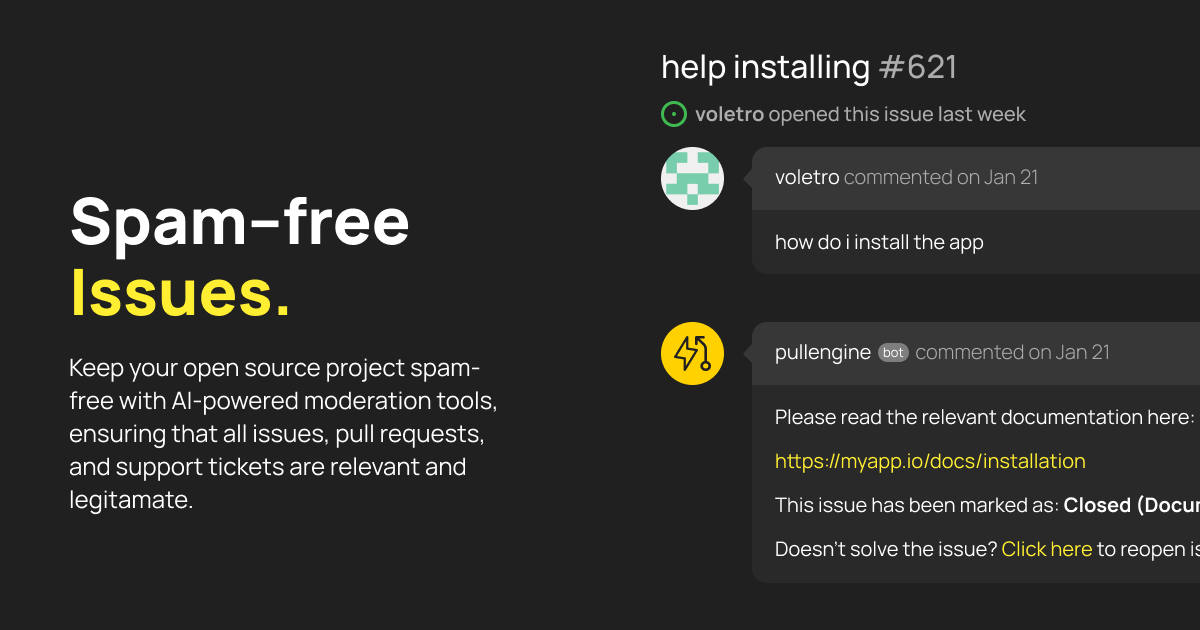 Spam-free
Issues.
Keep your open source project spam-
free with AI-powered moderation tools,
ensuring that all issues, pull requests,
and support tickets are relevant and
legitamate.
help installing #621
voletro opened this issue last week
voletro commented on Jan 21
how do i install the app
pullengine bot commented on Jan 21
Please read the relevant documentation here:
https://myapp.io/docs/installation
This issue has been marked as: Closed (Docu
Doesn't solve the issue? Click here to reopen is